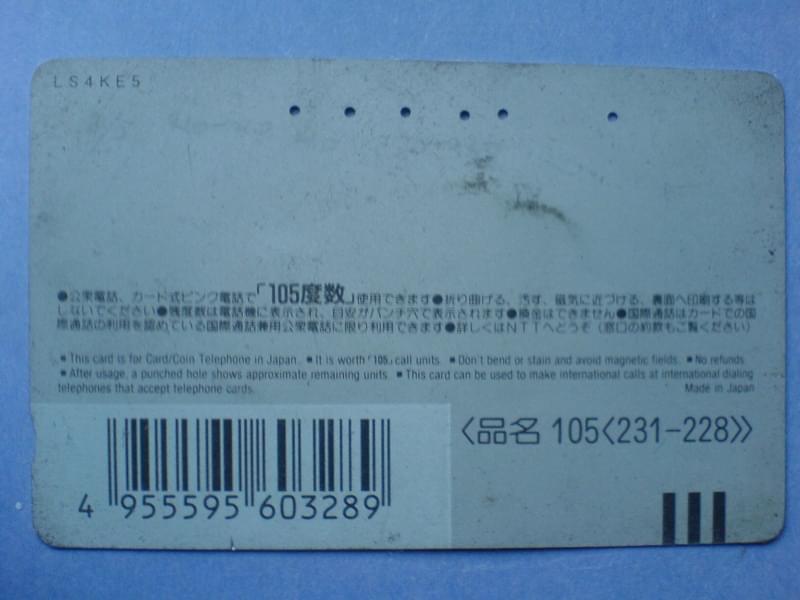 LS4KE5
●公衆電話、カード式ピンク電話で「105度数」使用できます●折り曲げる、汚す、磁気に近づける、裏面へ印刷する等は
しないでください●残度数は電話機に表示され、目安がパンチ穴で表示されます●換金はできません●国際通話はカードでの国
際通話の利用を認めている国際通話兼用公衆電話に限り利用できます●詳しくはNTTへどうぞ(窓口の約款もご覧ください)
■This card is for Card/Coin Telephone in Japan. ■It is worth「105」call units. ■Don't bend or stain and avoid magnetic fields. ■No refunds.
■After usage, a punched hole shows approximate remaining units. ■This card can be used to make international calls at international dialing
telephones that accept telephone cards. Made in Japan
〈品名 105〈231-228〉〉
4 955595 603289